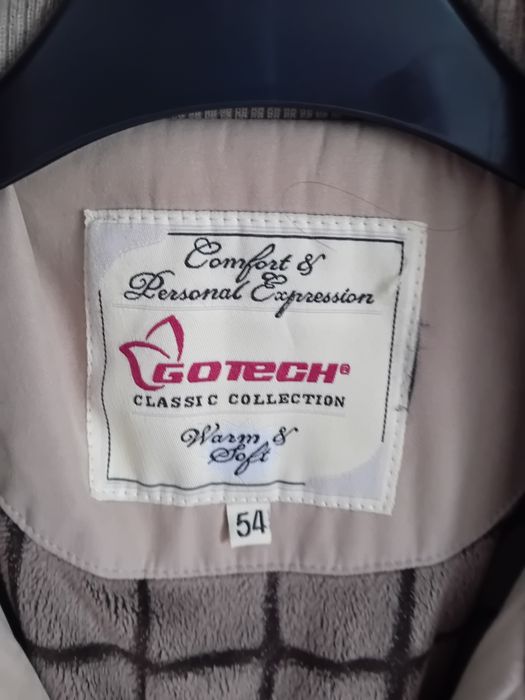 Comfort &
Personal Expression
GOTECH®
CLASSIC COLLECTION
Warm &
Soft
54